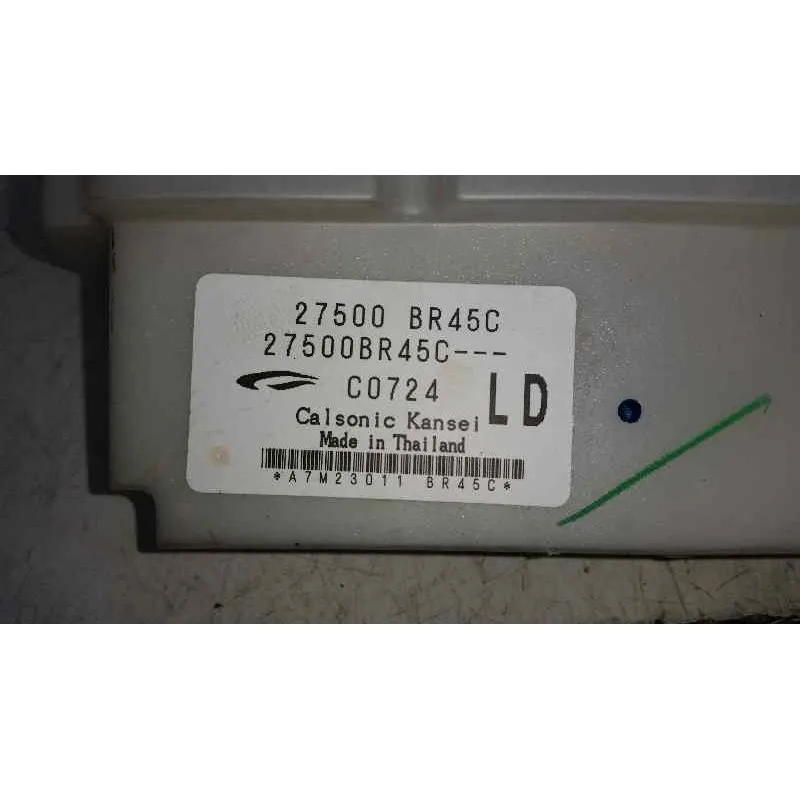 27500 BR45C
27500BR45C---
C0724 LD
Calsonic Kansei
Made in Thailand
*A7M23011 BR45C*